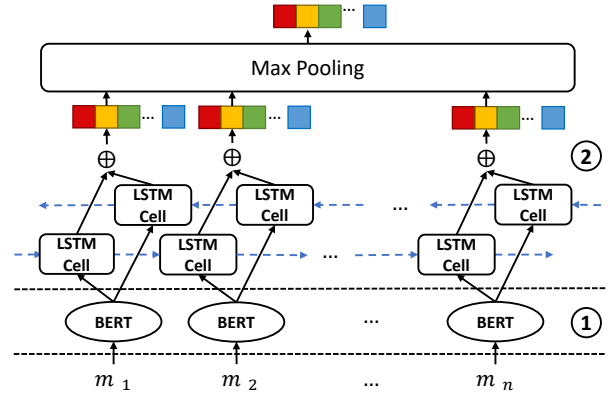 ...
Max Pooling
... ... ...
⊕ ⊕ ⊕ ②
LSTM Cell LSTM Cell ... LSTM Cell
LSTM Cell LSTM Cell ... LSTM Cell
BERT BERT ... BERT ①
m 1 m 2 ... m n